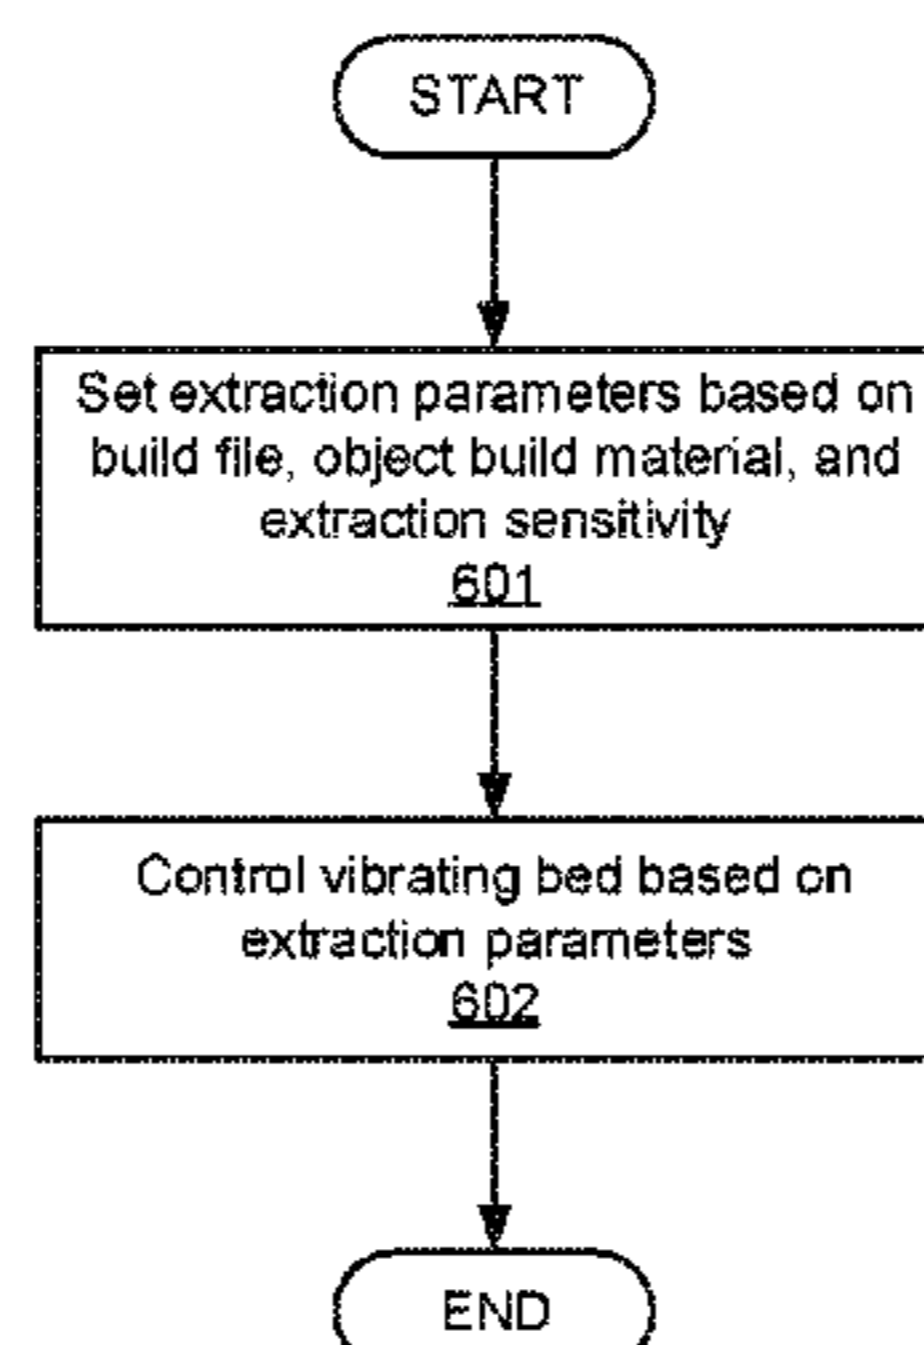 START
Set extraction parameters based on
build file, object build material, and
extraction sensitivity
601
Control vibrating bed based on
extraction parameters
602
END